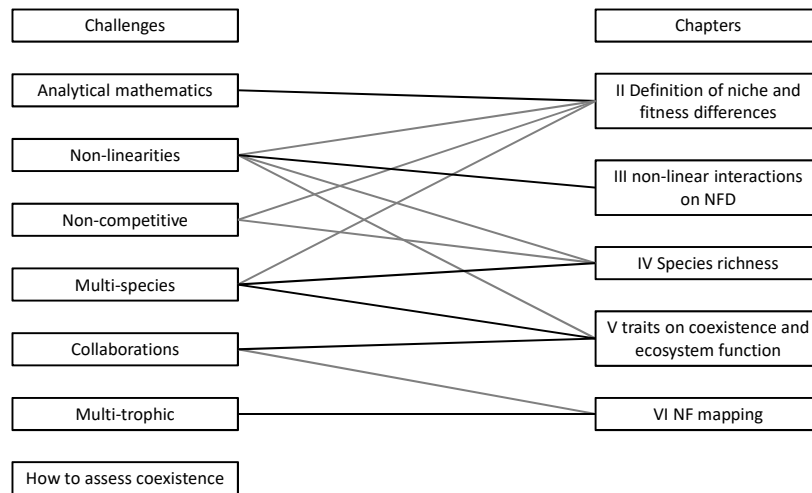 Challenges
Chapters
Analytical mathematics
II Definition of niche and
fitness differences
Non-linearities
III non-linear interactions
on NFD
Non-competitive
IV Species richness
Multi-species
V traits on coexistence and
ecosystem function
Collaborations
Multi-trophic
VI NF mapping
How to assess coexistence